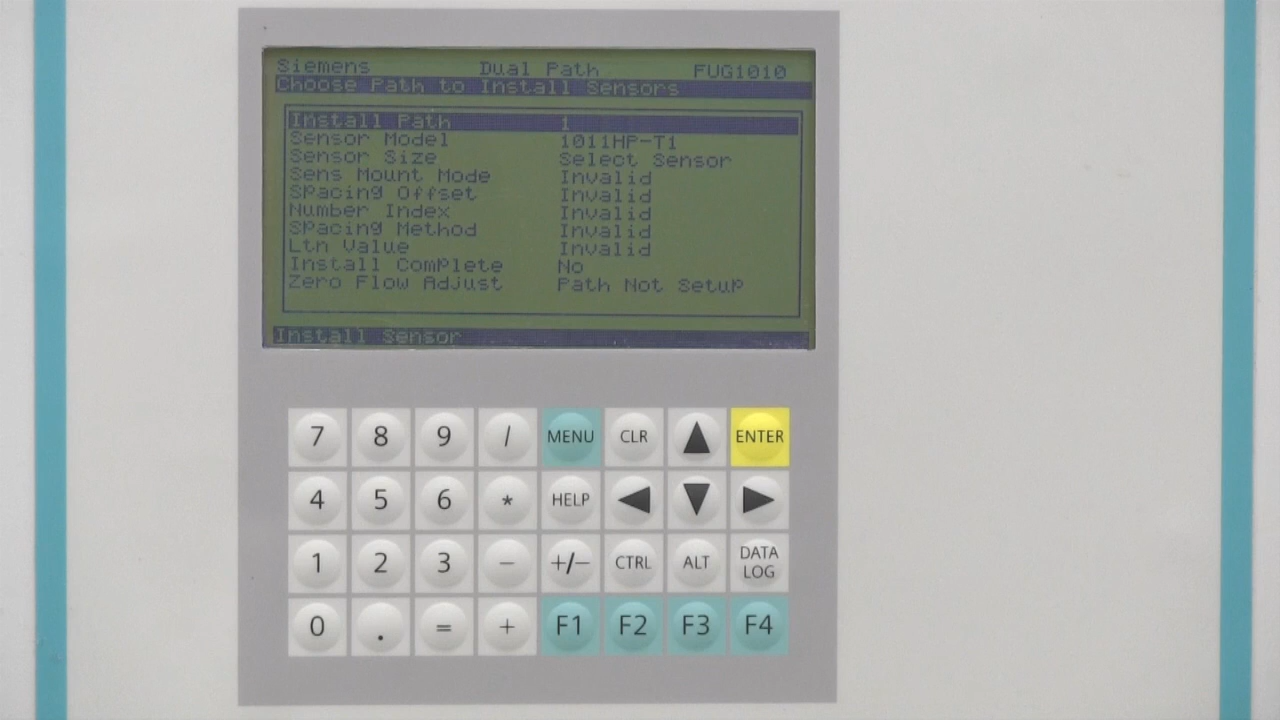 Siemens Dual Path FUG1010
Choose Path to Install Sensors
Install Path 1
Sensor Model 1011HP-T1
Sensor Size Select Sensor
Sens Mount Mode Invalid
Spacing Offset Invalid
Number Index Invalid
Spacing Method Invalid
Ltn Value Invalid
Install Complete No
Zero Flow Adjust Path Not Setup
Install Sensor
7 8 9 / MENU CLR ▲ ENTER
4 5 6 * HELP ◀ ▼ ▶
1 2 3 − +/− CTRL ALT DATA LOG
0 . = + F1 F2 F3 F4